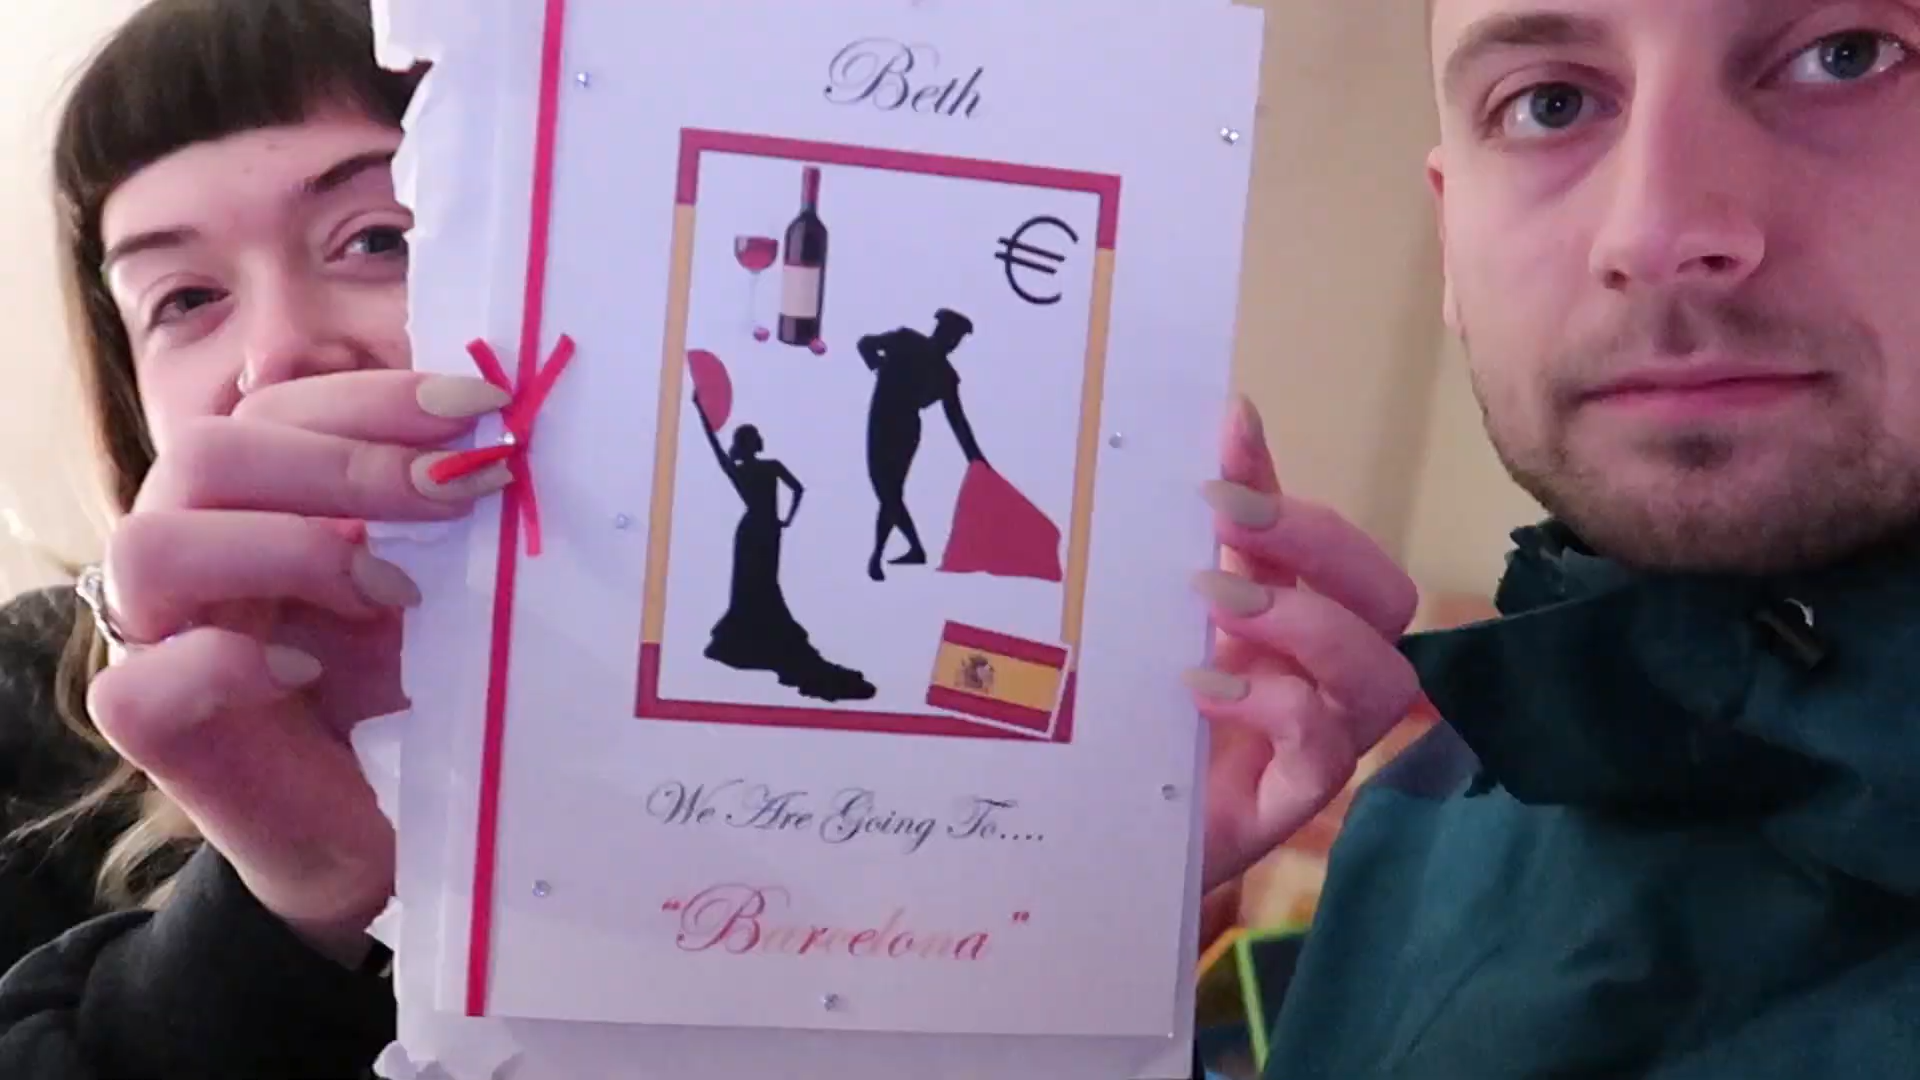 Beth
€
We Are Going To....
“Barcelona”